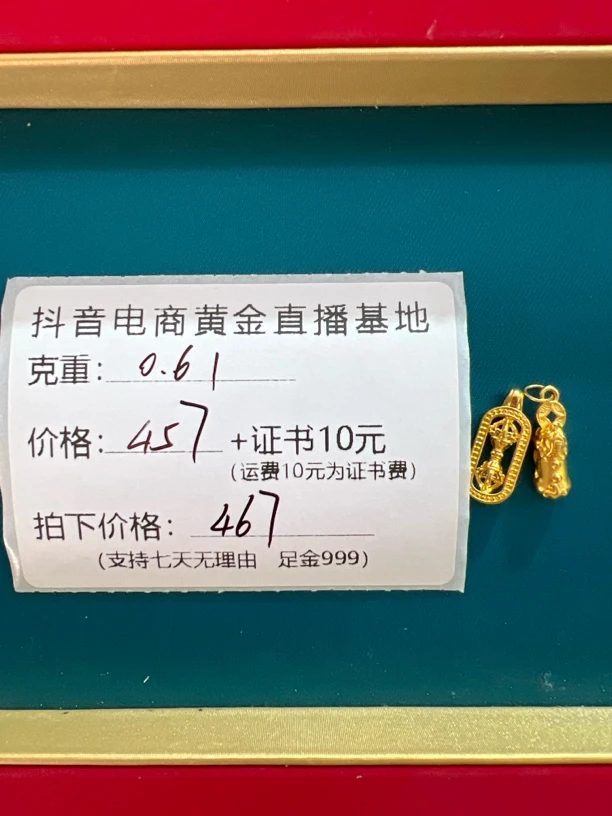 抖音电商黄金直播基地
克重：0.61
价格：457+证书10元
（运费10元为证书费）
拍下价格：467
（支持七天无理由 足金999）